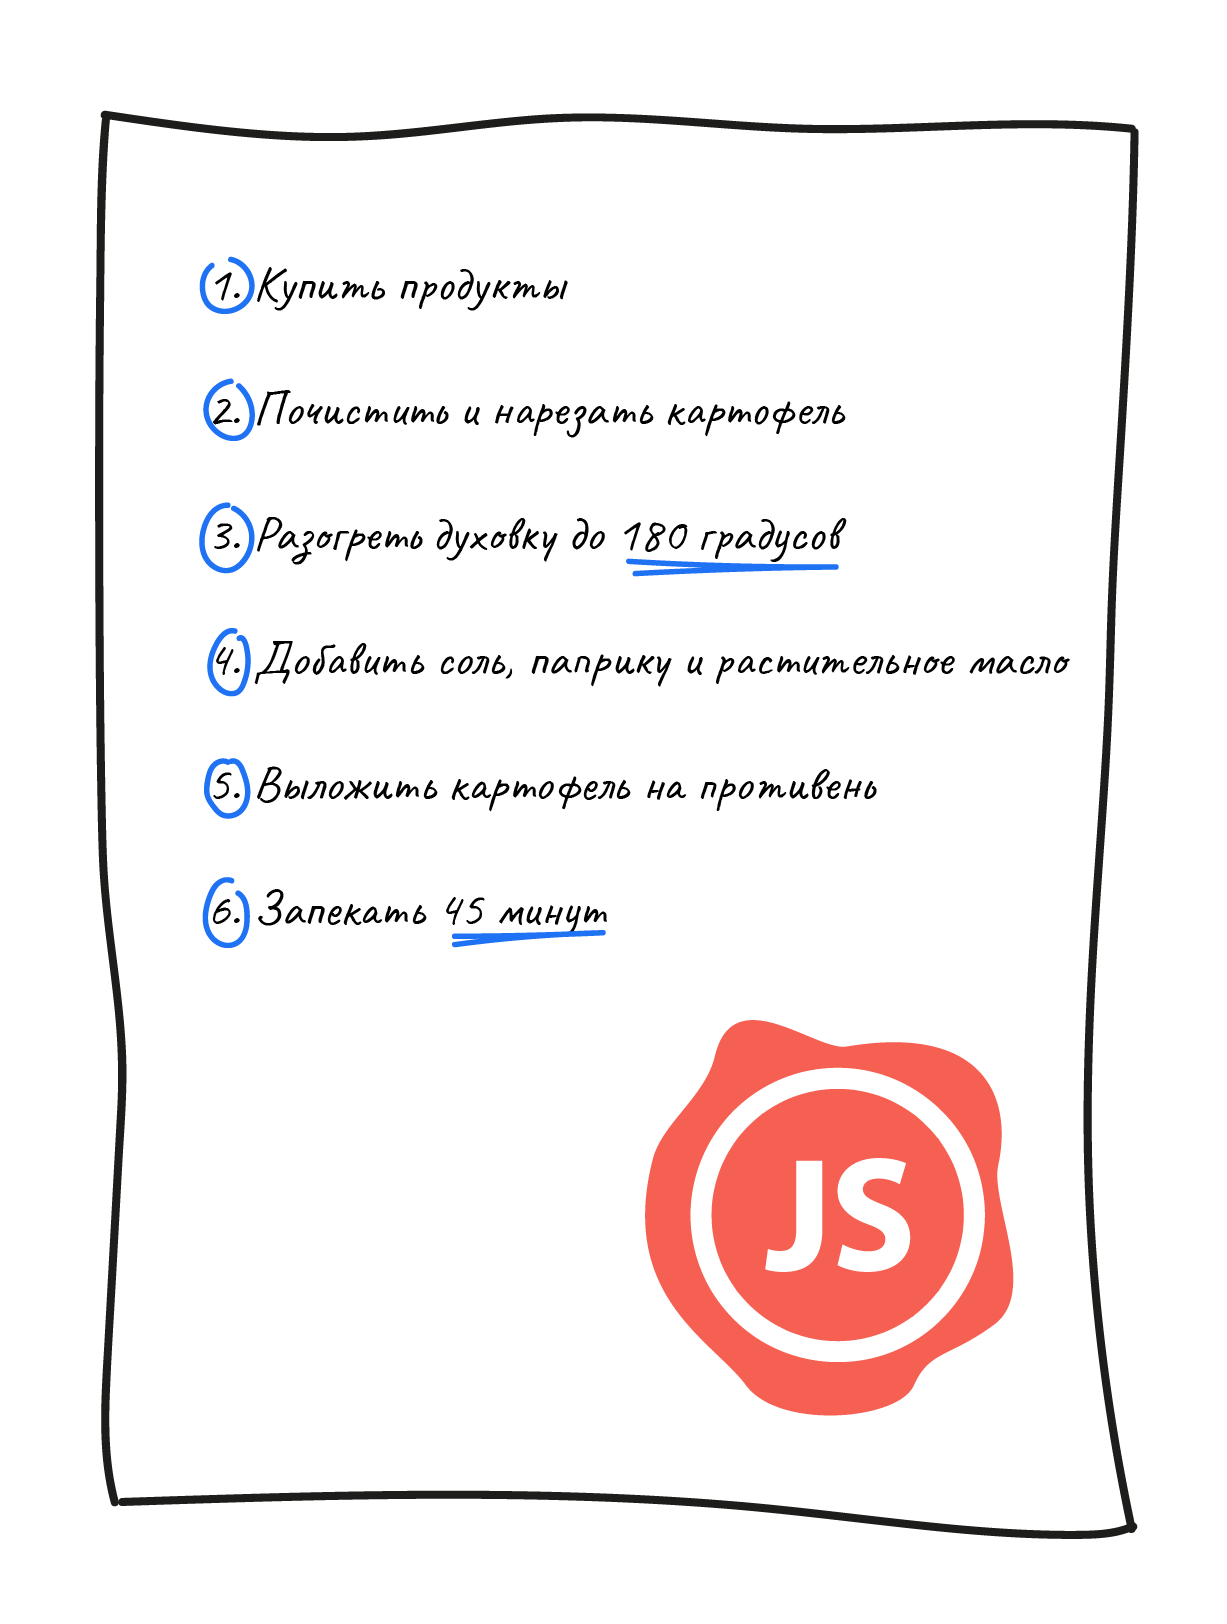 1. Купить продукты
2. Почистить и нарезать картофель
3. Разогреть духовку до 180 градусов
4. Добавить соль, паприку и растительное масло
5. Выложить картофель на противень
6. Запекать 45 минут
JS